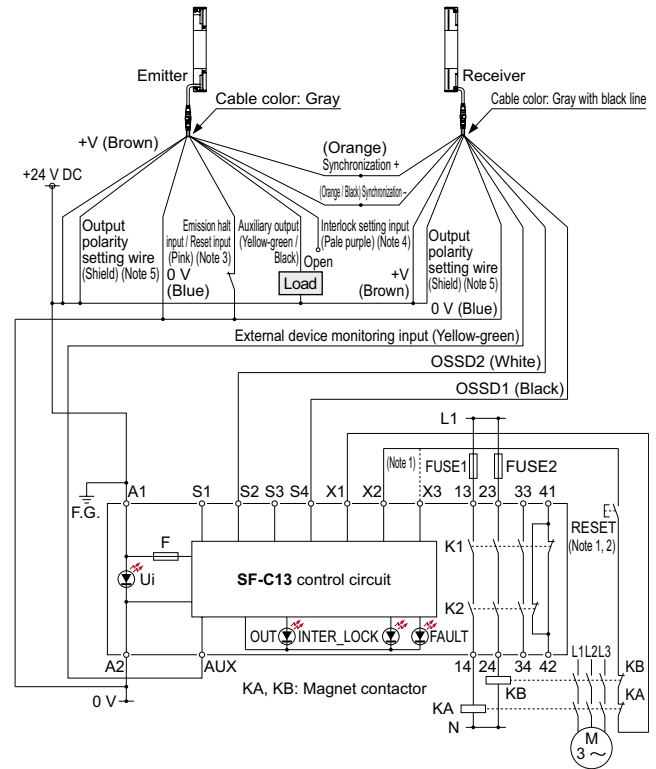 Emitter
Receiver
Cable color: Gray
Cable color: Gray with black line
+V (Brown)
(Orange)
Synchronization +
+24 V DC
(Orange / Black) Synchronization –
Output
polarity
setting wire
(Shield) (Note 5)
Emission halt
input / Reset input
(Pink) (Note 3)
0 V
(Blue)
Auxiliary output
(Yellow-green /
Black)
Load
Interlock setting input
(Pale purple) (Note 4)
Open
+V
(Brown)
Output
polarity
setting wire
(Shield) (Note 5)
0 V (Blue)
External device monitoring input (Yellow-green)
OSSD2 (White)
OSSD1 (Black)
L1
(Note 1)
FUSE1
FUSE2
F.G.
A1
S1
S2
S3
S4
X1
X2
X3
13
23
33
41
RESET
(Note 1, 2)
F
K1
Ui
SF-C13 control circuit
K2
OUT
INTER_LOCK
FAULT
A2
AUX
14
24
34
42
L1
L2
L3
KB
KA
0 V
KA, KB: Magnet contactor
KB
KA
N
M
3 ～